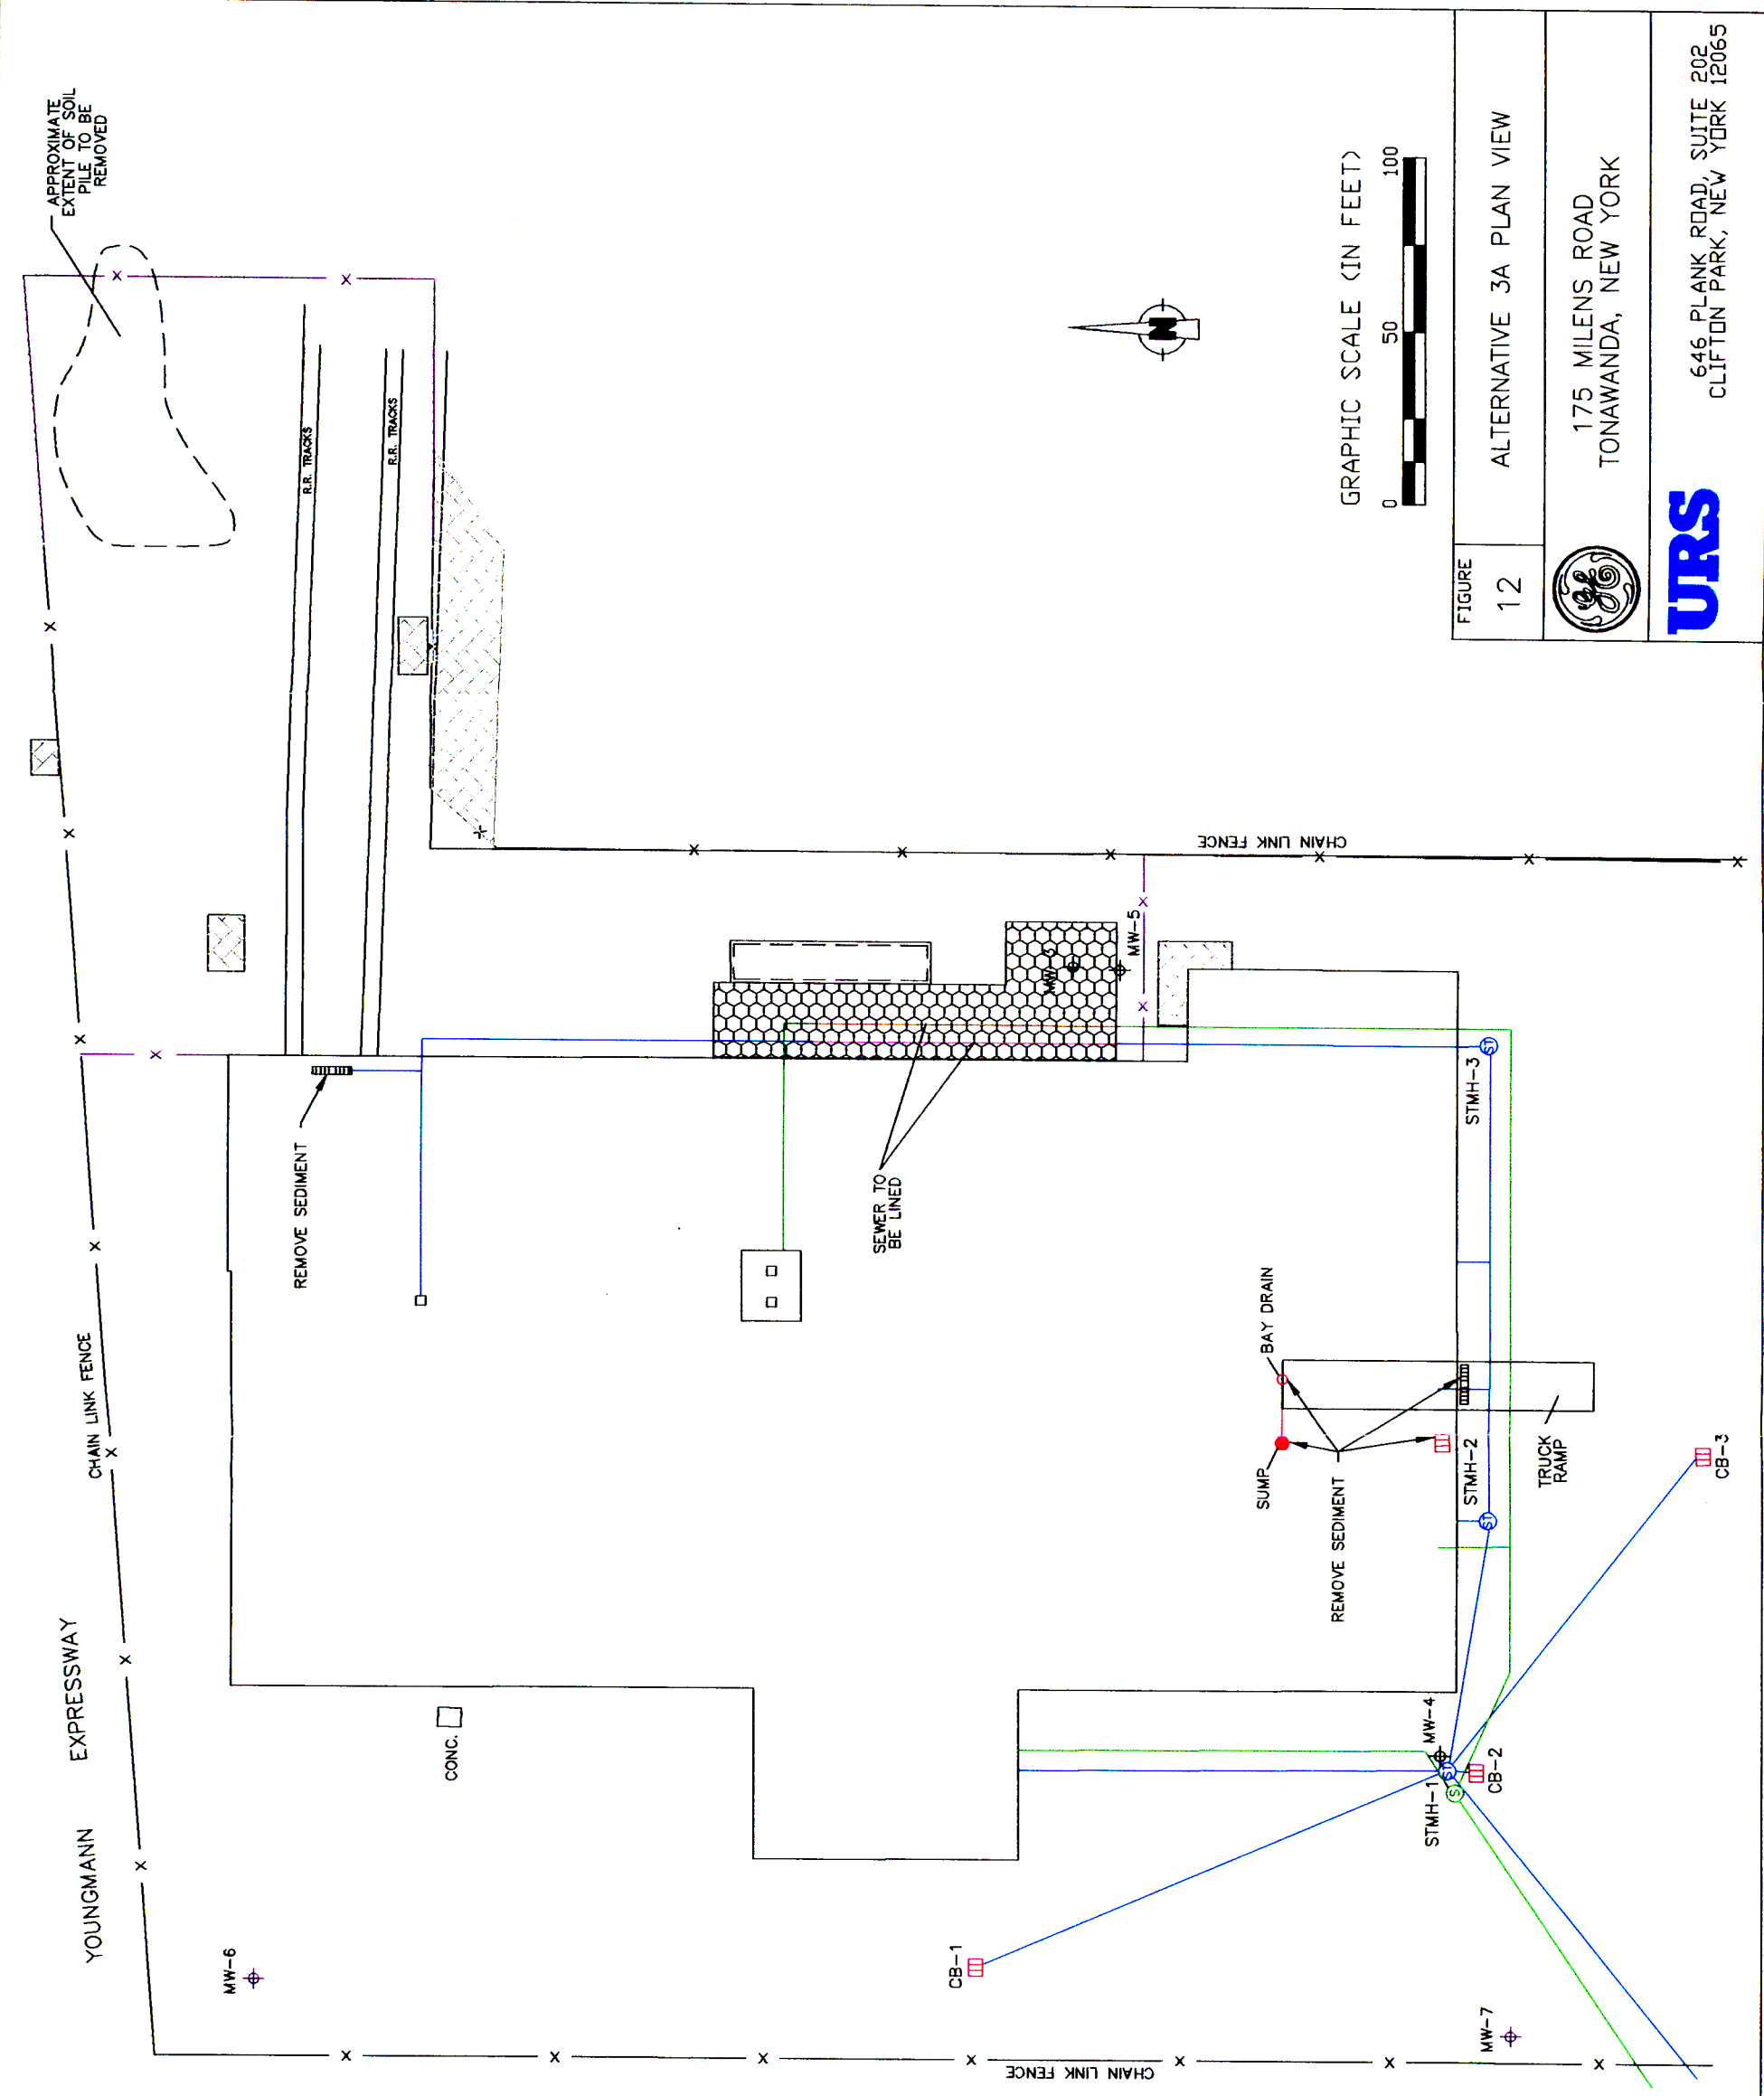 YOUNGMANN EXPRESSWAY
CHAIN LINK FENCE
APPROXIMATE
EXTENT OF SOIL
PILE TO BE
REMOVED
MW-6
CONC.
REMOVE SEDIMENT
R.R. TRACKS
R.R. TRACKS
SEWER TO
BE LINED
MW-3
MW-5
CHAIN LINK FENCE
CB-1
CHAIN LINK FENCE
SUMP
BAY DRAIN
REMOVE SEDIMENT
STMH-1
MW-4
STMH-2
STMH-3
ST
ST
ST
S
CB-2
MW-7
TRUCK
RAMP
CB-3
N
GRAPHIC SCALE (IN FEET)
0 50 100
FIGURE
12
ALTERNATIVE 3A PLAN VIEW
175 MILENS ROAD
TONAWANDA, NEW YORK
GE
URS
646 PLANK ROAD, SUITE 202
CLIFTON PARK, NEW YORK 12065